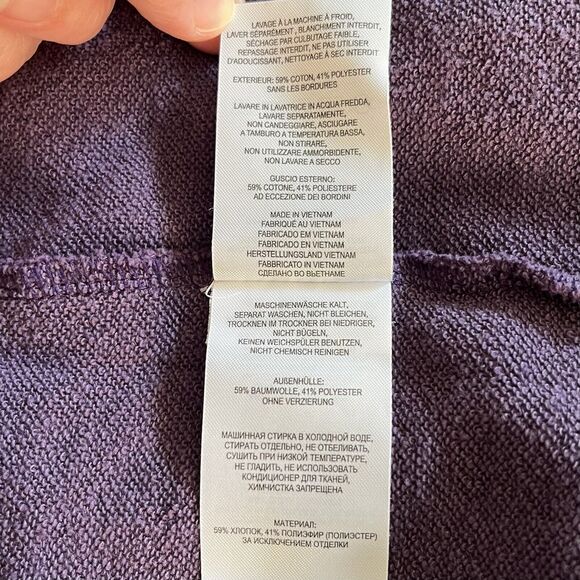 LAVAGE À LA MACHINE À FROID,
LAVER SÉPARÉMENT, BLANCHIMENT INTERDIT,
SÉCHAGE PAR CULBUTAGE FAIBLE,
REPASSAGE INTERDIT, NE PAS UTILISER
D'ADOUCISSANT, NETTOYAGE À SEC INTERDIT
EXTERIEUR: 59% COTON, 41% POLYESTER
SANS LES BORDURES
LAVARE IN LAVATRICE IN ACQUA FREDDA,
LAVARE SEPARATAMENTE,
NON CANDEGGIARE, ASCIUGARE
A TAMBURO A TEMPERATURA BASSA,
NON STIRARE,
NON UTILIZZARE AMMORBIDENTE,
NON LAVARE A SECCO
GUSCIO ESTERNO:
59% COTONE, 41% POLIESTERE
AD ECCEZIONE DEI BORDINI
MADE IN VIETNAM
FABRIQUÉ AU VIETNAM
FABRICADO EM VIETNAM
FABRICADO EN VIETNAM
HERSTELLUNGSLAND VIETNAM
FABBRICATO IN VIETNAM
СДЕЛАНО ВО ВЬЕТНАМЕ
MASCHINENWÄSCHE KALT,
SEPARAT WASCHEN, NICHT BLEICHEN,
TROCKNEN IM TROCKNER BEI NIEDRIGER,
NICHT BÜGELN,
KEINEN WEICHSPÜLER BENUTZEN,
NICHT CHEMISCH REINIGEN
AUßENHÜLLE:
59% BAUMWOLLE, 41% POLYESTER
OHNE VERZIERUNG
МАШИННАЯ СТИРКА В ХОЛОДНОЙ ВОДЕ,
СТИРАТЬ ОТДЕЛЬНО, НЕ ОТБЕЛИВАТЬ,
СУШИТЬ ПРИ НИЗКОЙ ТЕМПЕРАТУРЕ,
НЕ ГЛАДИТЬ, НЕ ИСПОЛЬЗОВАТЬ
КОНДИЦИОНЕР ДЛЯ ТКАНЕЙ,
ХИМЧИСТКА ЗАПРЕЩЕНА
МАТЕРИАЛ:
59% ХЛОПОК, 41% ПОЛИЭФИР (ПОЛИЭСТЕР)
ЗА ИСКЛЮЧЕНИЕМ ОТДЕЛКИ